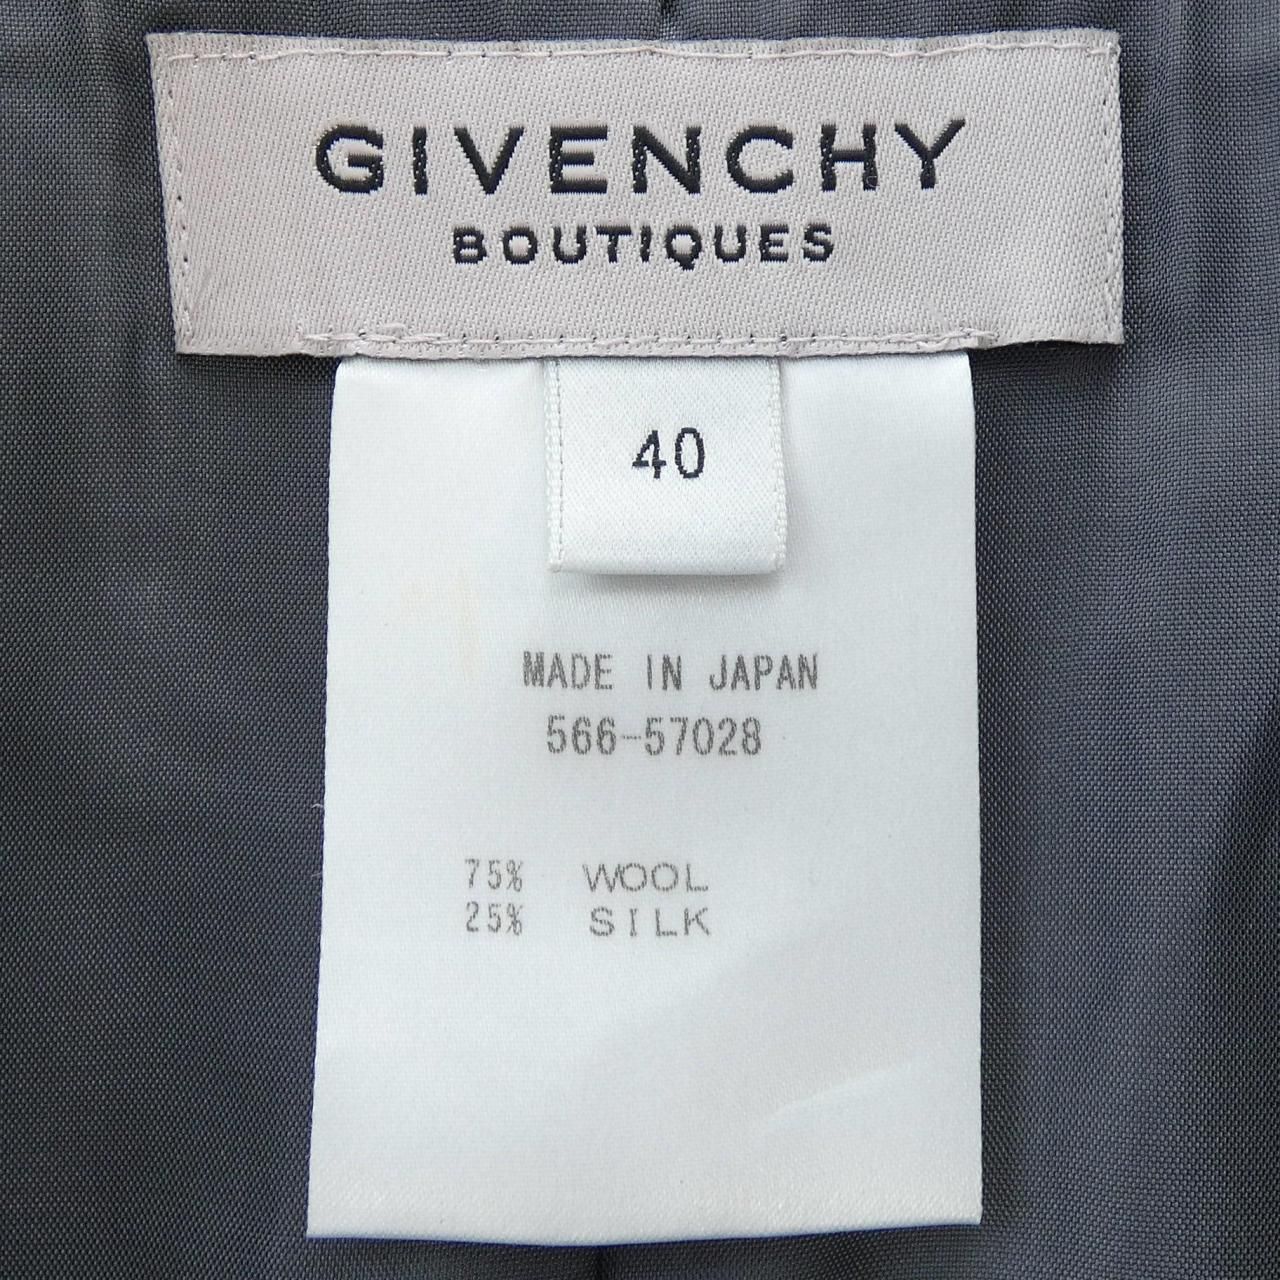 GIVENCHY
BOUTIQUES
40
MADE IN JAPAN
566-57028
75% WOOL
25% SILK